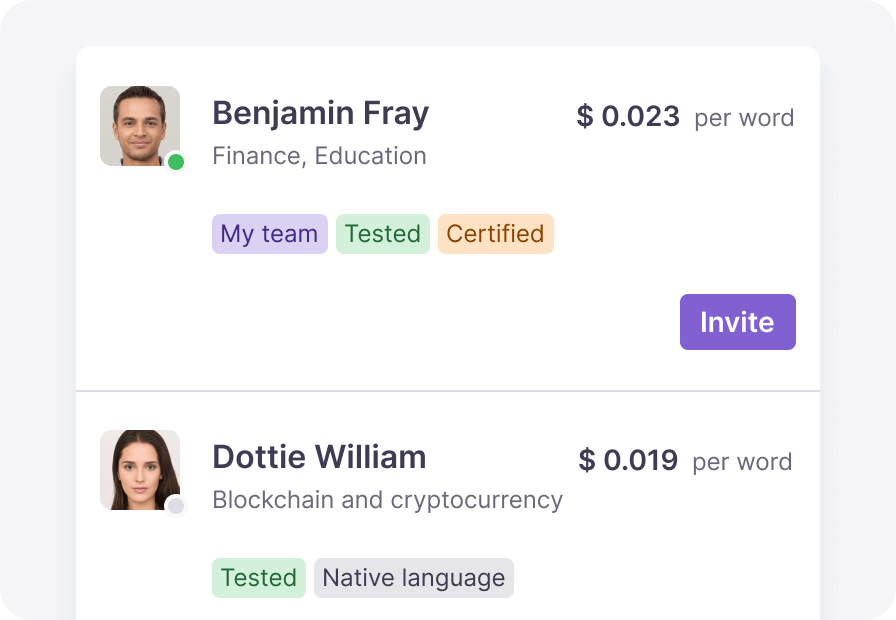 Benjamin Fray $ 0.023 per word
Finance, Education
My team Tested Certified
Invite
Dottie William $ 0.019 per word
Blockchain and cryptocurrency
Tested Native language